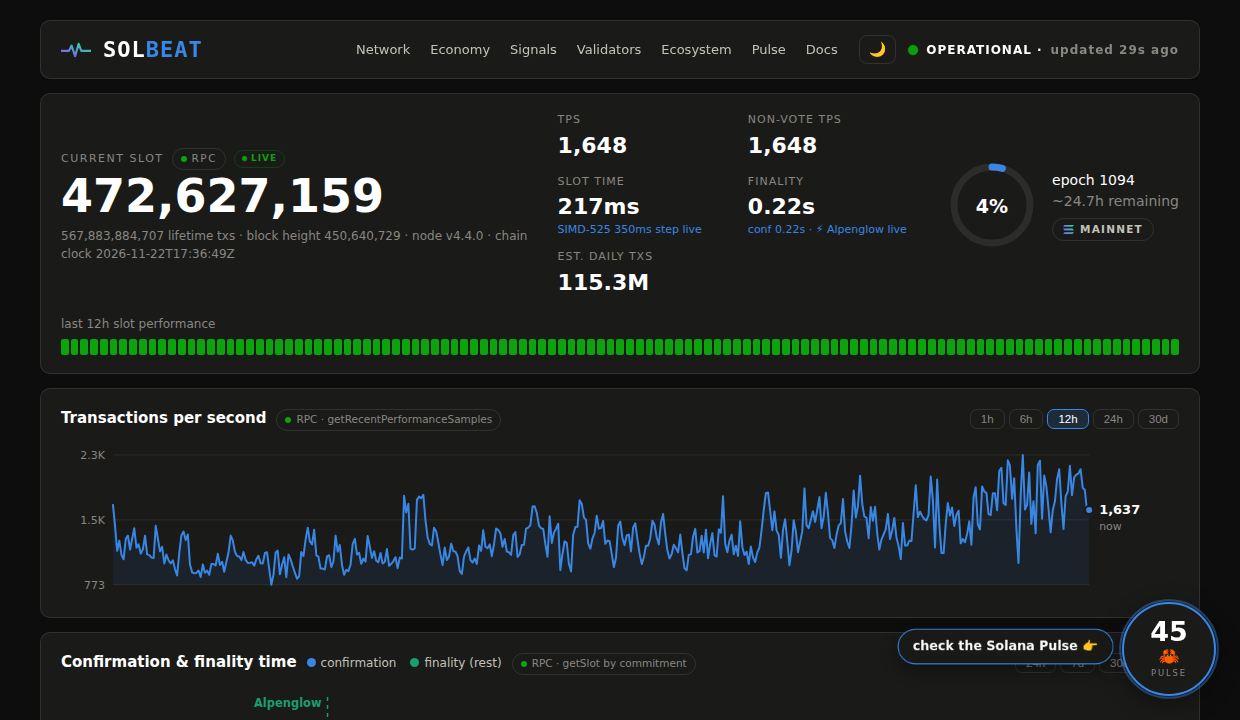 SOLBEAT
Network Economy Signals Validators Ecosystem Pulse Docs
OPERATIONAL · updated 29s ago
CURRENT SLOT RPC LIVE
472,627,159
567,883,884,707 lifetime txs · block height 450,640,729 · node v4.4.0 · chain
clock 2026-11-22T17:36:49Z
TPS
1,648
NON-VOTE TPS
1,648
SLOT TIME
217ms
SIMD-525 350ms step live
FINALITY
0.22s
conf 0.22s · ⚡ Alpenglow live
EST. DAILY TXS
115.3M
4%
epoch 1094
~24.7h remaining
MAINNET
last 12h slot performance
Transactions per second RPC · getRecentPerformanceSamples
1h 6h 12h 24h 30d
2.3K
1.5K
773
1,637
now
Confirmation & finality time confirmation finality (rest) RPC · getSlot by commitment
Alpenglow
check the Solana Pulse 👉
45
🦀
PULSE